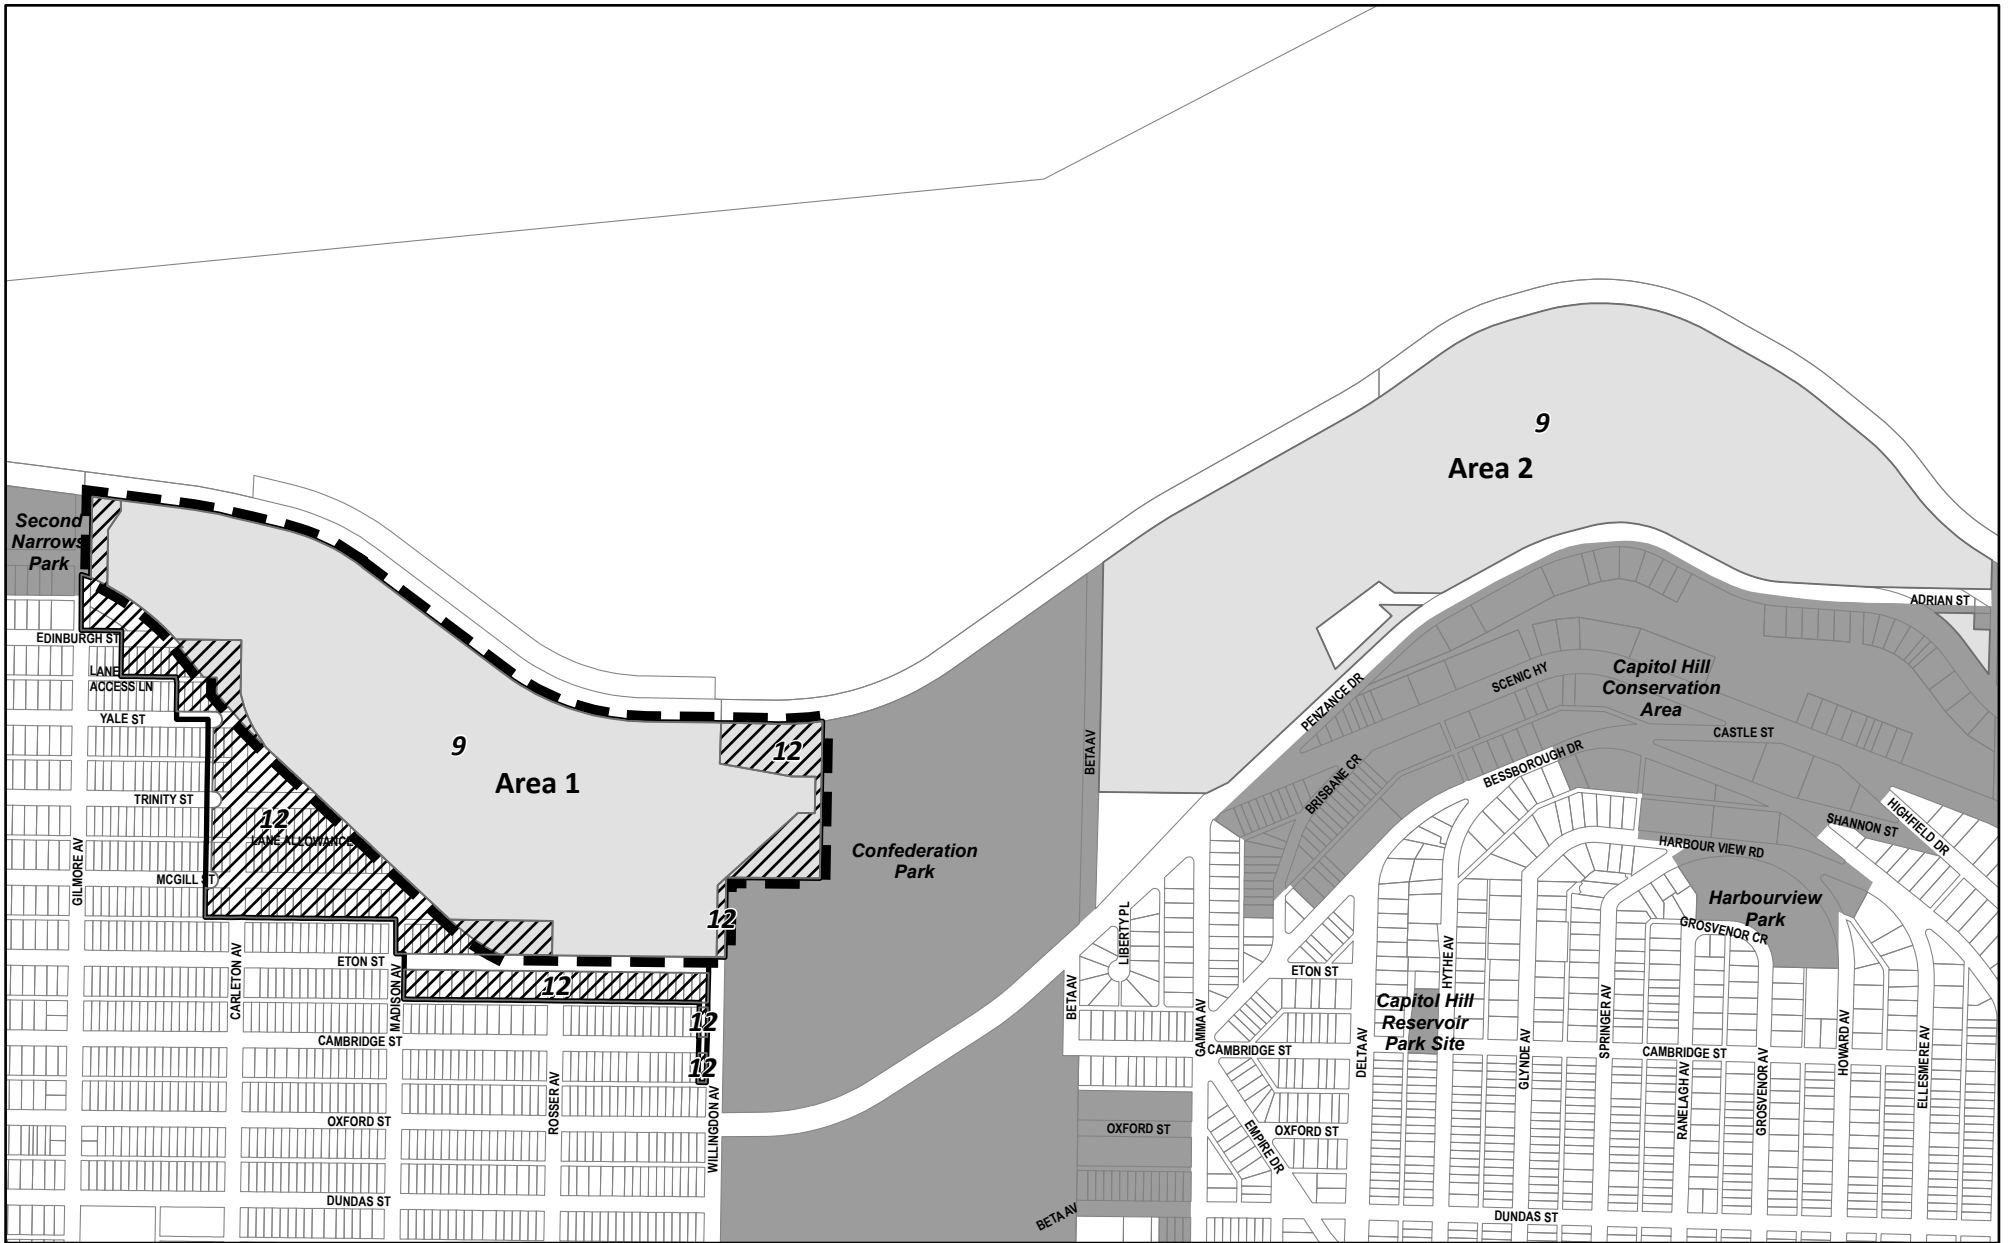 9
Area 2
Second
Narrows
Park
ADRIAN ST
EDINBURGH ST
LANE
ACCESS LN
YALE ST
TRINITY ST
MCGILL ST
GILMORE AV
12
LANE ALLOWANCE
9
Area 1
12
12
12
12
12
Confederation
Park
BETA AV
PENZANCE DR
SCENIC HY
Capitol Hill
Conservation
Area
CASTLE ST
BRISBANE CR
BESSBOROUGH DR
HIGHFIELD DR
SHANNON ST
HARBOUR VIEW RD
Harbourview
Park
GROSVENOR CR
ETON ST
CARLETON AV
MADISON AV
CAMBRIDGE ST
ROSSER AV
OXFORD ST
WILLINGDON AV
DUNDAS ST
LIBERTY PL
BETA AV
GAMMA AV
ETON ST
HYTHE AV
Capitol Hill
Reservoir
Park Site
CAMBRIDGE ST
DELTA AV
GLYNDE AV
SPRINGER AV
CAMBRIDGE ST
RANELAGH AV
GROSVENOR AV
HOWARD AV
ELLESMERE AV
OXFORD ST
EMPIRE DR
OXFORD ST
BETA AV
DUNDAS ST